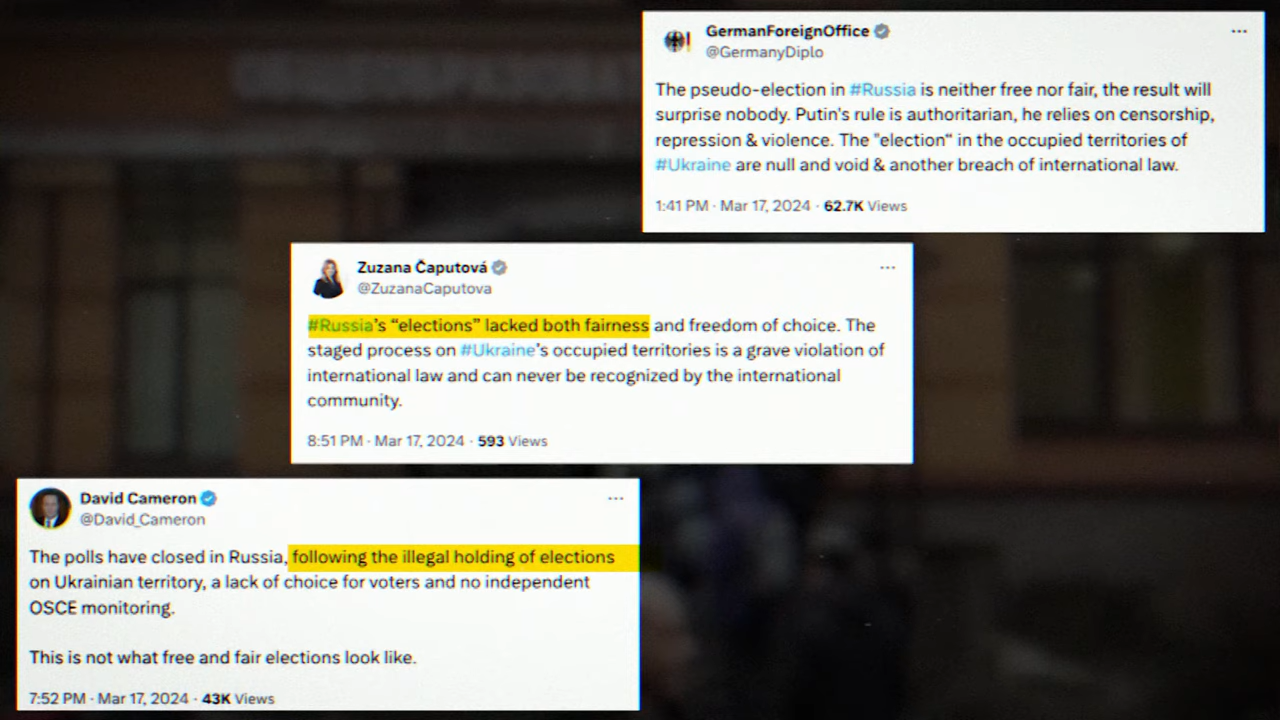 GermanForeignOffice
@GermanyDiplo
The pseudo-election in #Russia is neither free nor fair, the result will
surprise nobody. Putin's rule is authoritarian, he relies on censorship,
repression & violence. The "election" in the occupied territories of
#Ukraine are null and void & another breach of international law.
1:41 PM · Mar 17, 2024 · 62.7K Views
Zuzana Čaputová
@ZuzanaCaputova
#Russia's “elections” lacked both fairness and freedom of choice. The
staged process on #Ukraine's occupied territories is a grave violation of
international law and can never be recognized by the international
community.
8:51 PM · Mar 17, 2024 · 593 Views
David Cameron
@David_Cameron
The polls have closed in Russia, following the illegal holding of elections
on Ukrainian territory, a lack of choice for voters and no independent
OSCE monitoring.
This is not what free and fair elections look like.
7:52 PM · Mar 17, 2024 · 43K Views